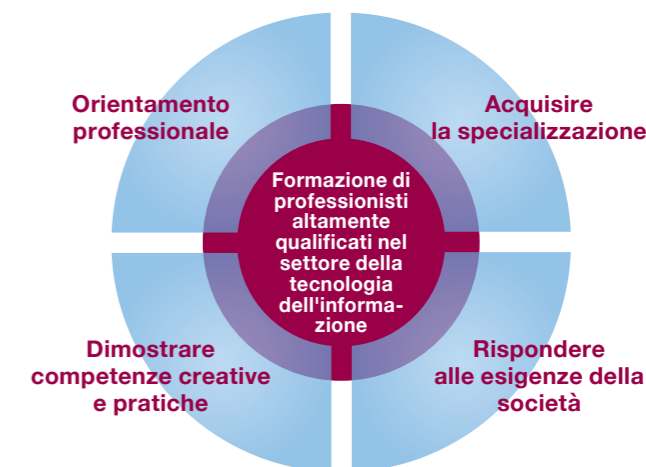 Orientamento
professionale
Acquisire
la specializzazione
Formazione di
professionisti
altamente
qualificati nel
settore della
tecnologia
dell'informa-
zione
Dimostrare
competenze creative
e pratiche
Rispondere
alle esigenze della
società